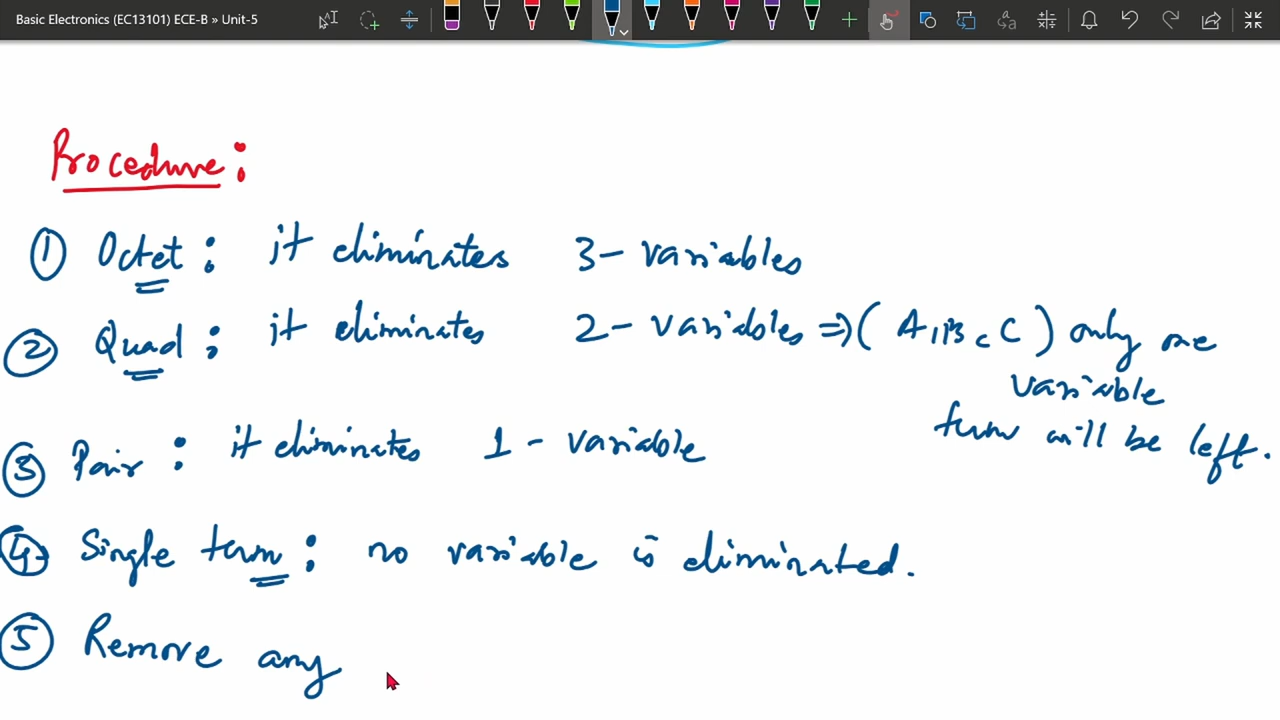 Basic Electronics (EC13101) ECE-B » Unit-5
Procedure:
① Octet: it eliminates 3- variables
② Quad: it eliminates 2- variables ⇒ (A, B, C) only one
variable
term will be left.
③ Pair: it eliminates 1- variable
④ Single term: no variable is eliminated.
⑤ Remove any